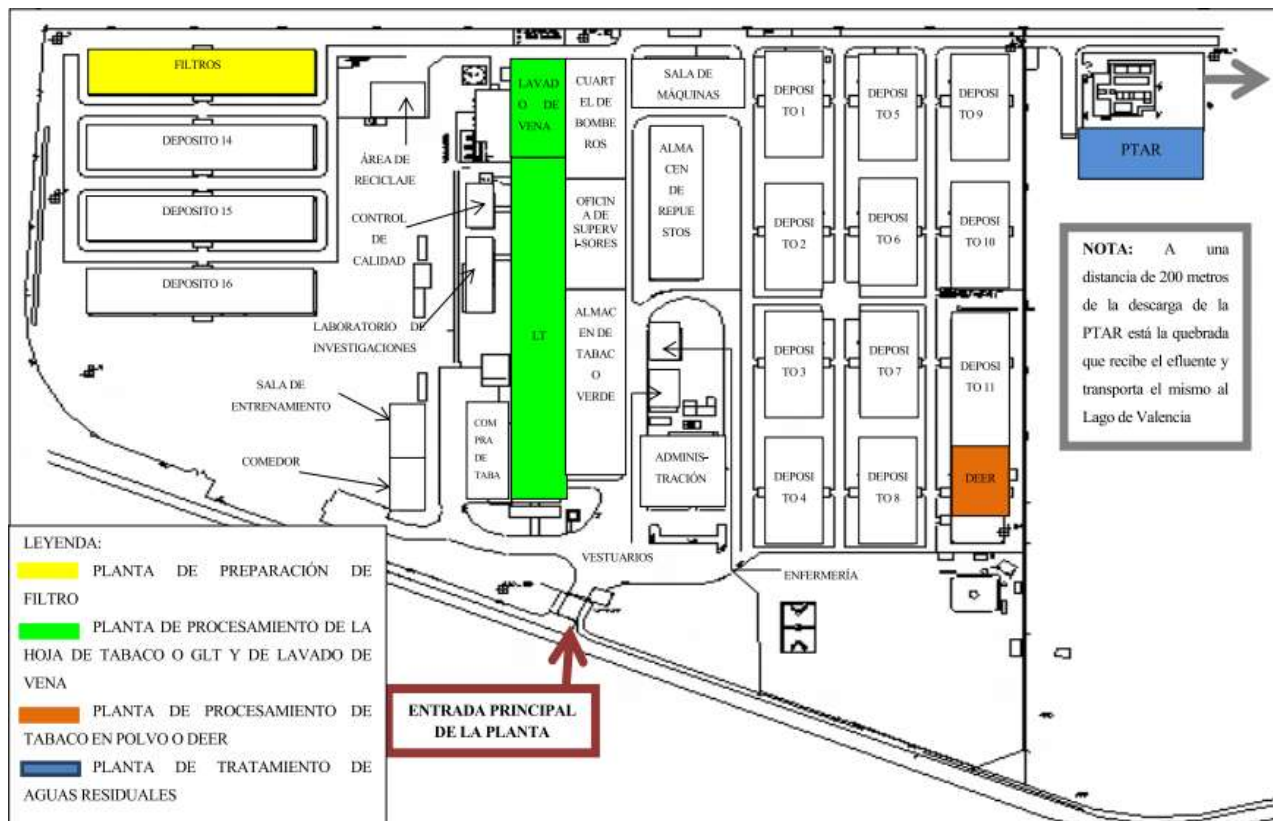 FILTROS
DEPOSITO 14
DEPOSITO 15
DEPOSITO 16
ÁREA DE
RECICLAJE
CONTROL
DE
CALIDAD
LABORATORIO DE
INVESTIGACIONES
SALA DE
ENTRENAMIENTO
COMEDOR
LAVAD
O DE
VENA
LT
COM
PRA
DE
TABA
CUAR
TEL DE
BOMBE
ROS
OFICIN
A DE
SUPERV
I-SORES
ALMAC
EN DE
TABAC
O
VERDE
SALA DE
MÁQUINAS
ALMA
CEN
DE
REPUE
STOS
ADMINIS-
TRACIÓN
VESTUARIOS
ENFERMERÍA
DEPOSI
TO 1
DEPOSI
TO 2
DEPOSI
TO 3
DEPOSI
TO 4
DEPOSI
TO 5
DEPOSI
TO 6
DEPOSI
TO 7
DEPOSI
TO 8
DEPOSI
TO 9
DEPOSI
TO 10
DEPOSI
TO 11
DEER
PTAR
NOTA: A una
distancia de 200 metros
de la descarga de la
PTAR está la quebrada
que recibe el efluente y
transporta el mismo al
Lago de Valencia
LEYENDA:
PLANTA DE PREPARACIÓN DE
FILTRO
PLANTA DE PROCESAMIENTO DE LA
HOJA DE TABACO O GLT Y DE LAVADO DE
VENA
PLANTA DE PROCESAMIENTO DE
TABACO EN POLVO O DEER
PLANTA DE TRATAMIENTO DE
AGUAS RESIDUALES
ENTRADA PRINCIPAL
DE LA PLANTA